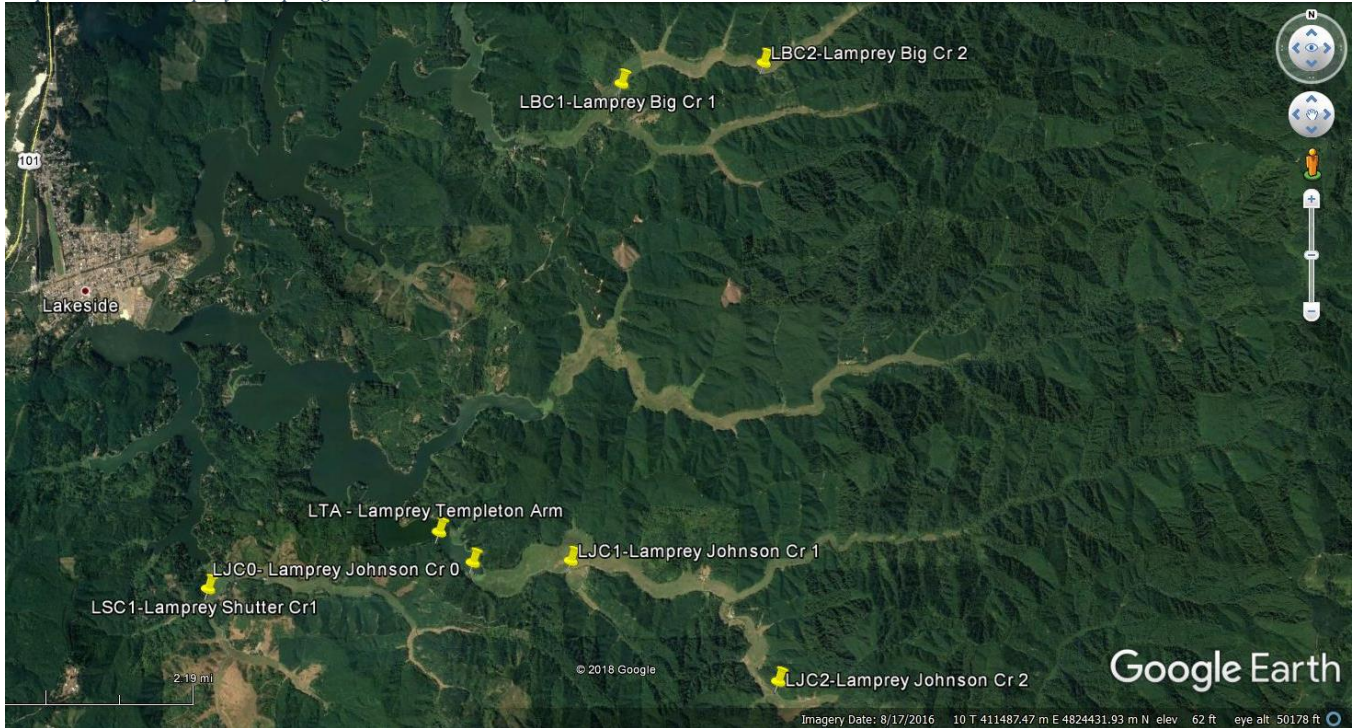 N
LBC2-Lamprey Big Cr 2
LBC1-Lamprey Big Cr 1
101
Lakeside
LTA - Lamprey Templeton Arm
LJC1-Lamprey Johnson Cr 1
LJC0- Lamprey Johnson Cr 0
LSC1-Lamprey Shutter Cr1
© 2018 Google
2.19 mi
LJC2-Lamprey Johnson Cr 2
Google Earth
Imagery Date: 8/17/2016 10 T 411487.47 m E 4824431.93 m N elev 62 ft eye alt 50178 ft